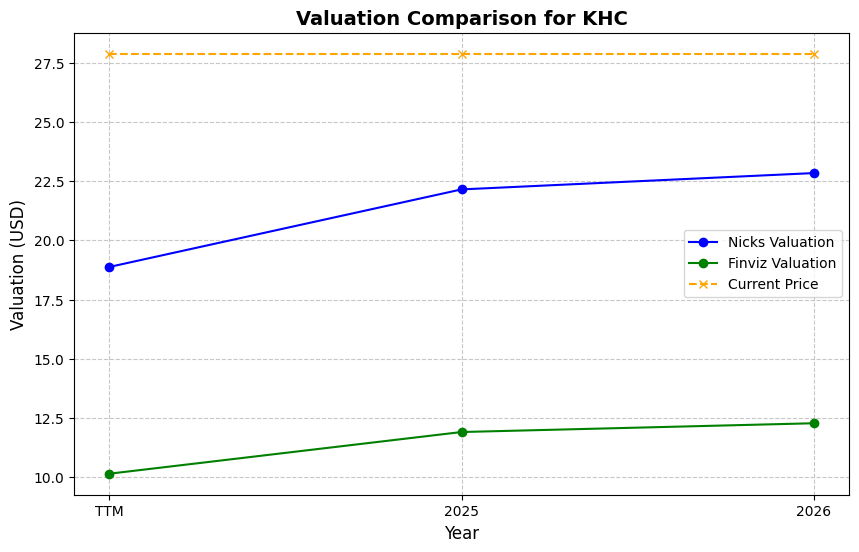 Valuation Comparison for KHC
27.5
25.0
22.5
20.0
17.5
15.0
12.5
10.0
Valuation (USD)
Nicks Valuation
Finviz Valuation
Current Price
TTM 2025 2026
Year